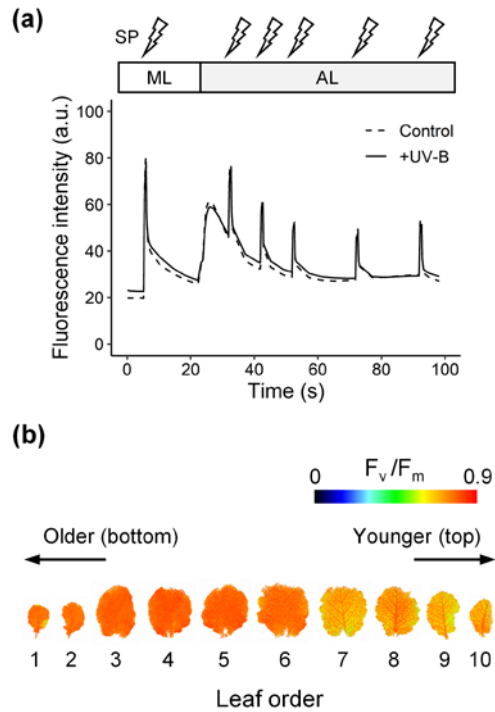 (a)
SP
ML AL
Fluorescence intensity (a.u.)
100
80
60
40
20
0
Control
+UV-B
0 20 40 60 80 100
Time (s)
(b)
Fv/Fm
0 0.9
Older (bottom) Younger (top)
1 2 3 4 5 6 7 8 9 10
Leaf order